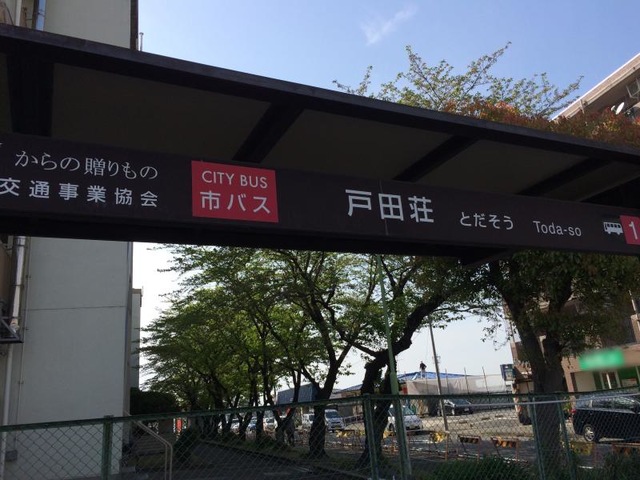 からの贈りもの
交通事業協会
CITY BUS
市バス
戸田荘 とだそう Toda-so
1